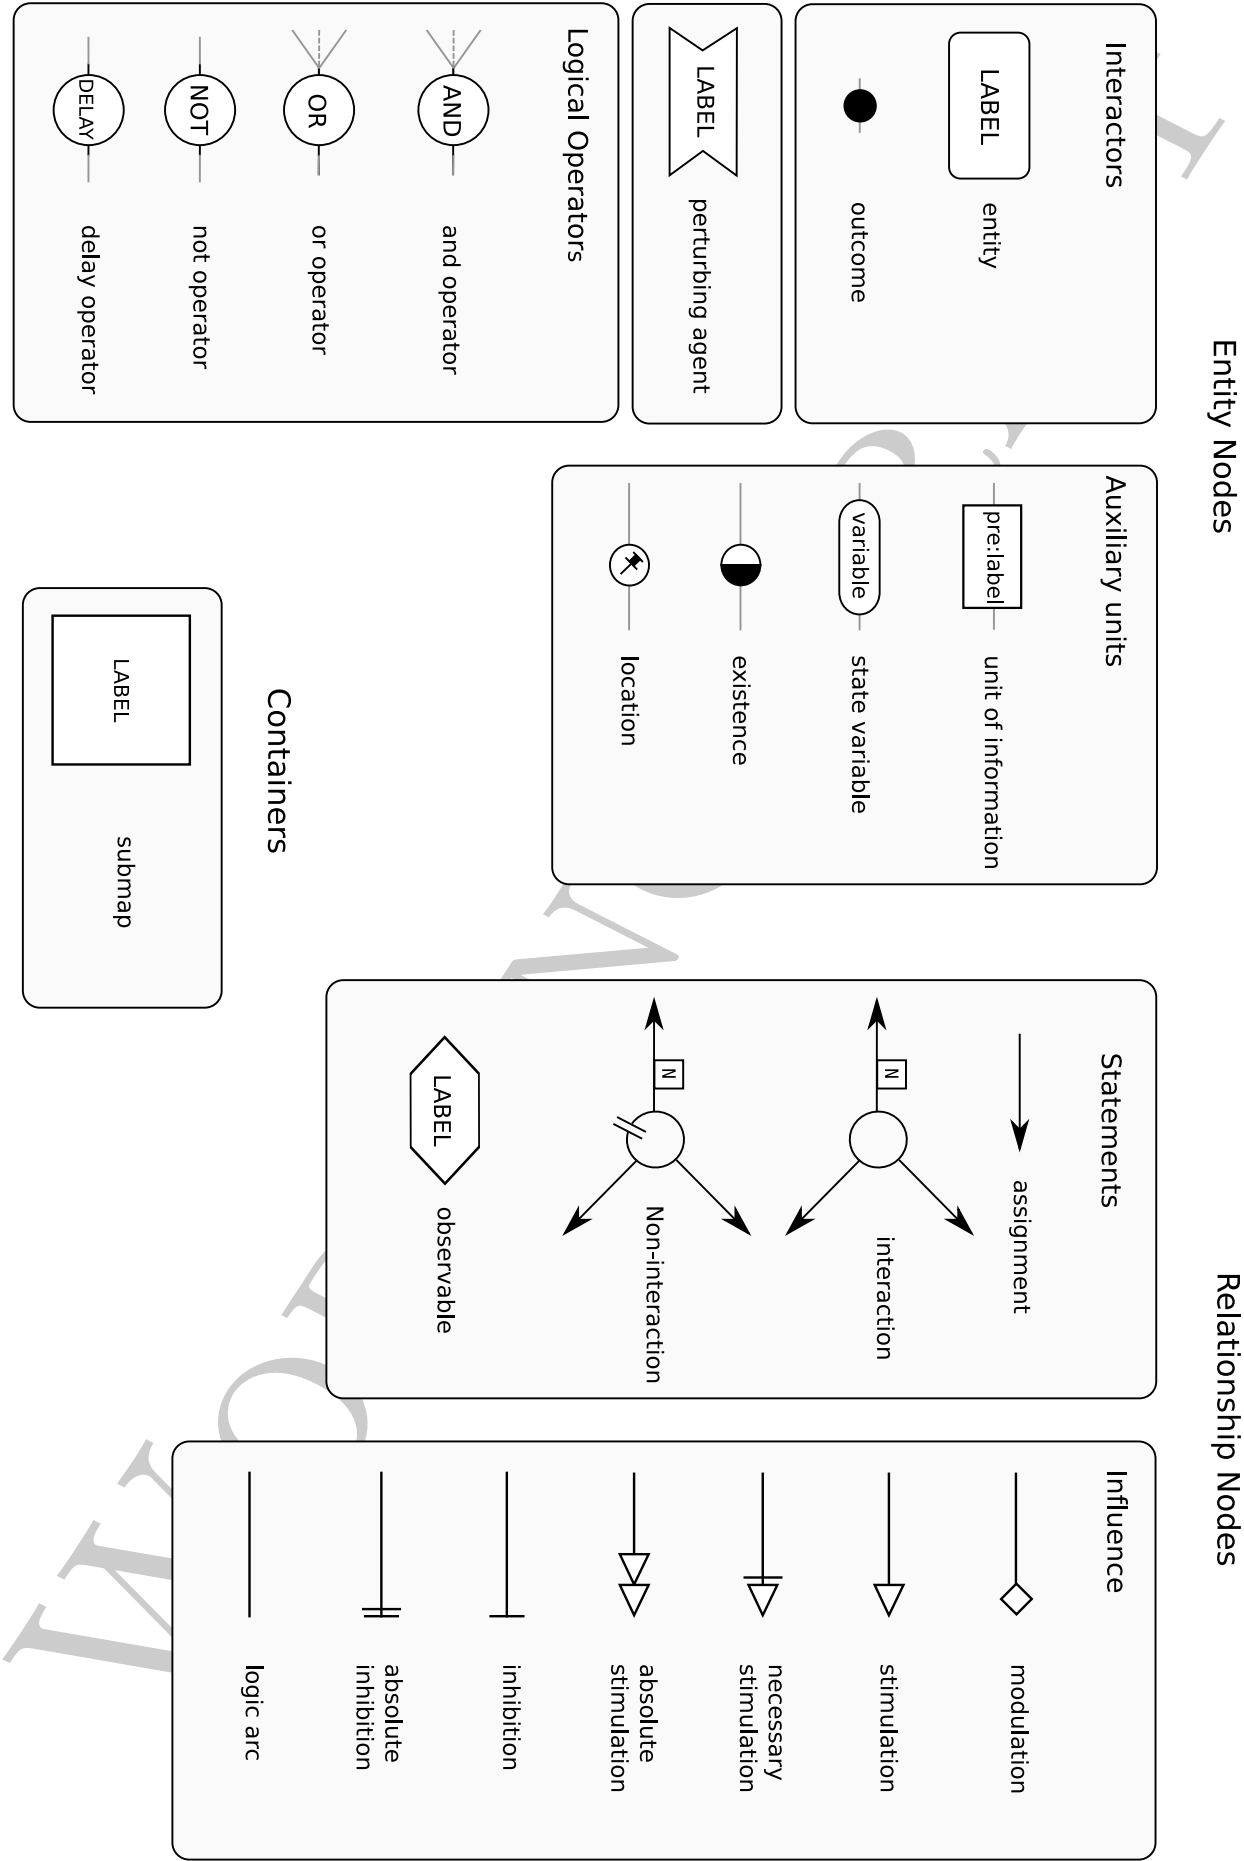 Entity Nodes
Interactors
LABEL
entity
outcome
LABEL
perturbing agent
Logical Operators
AND
and operator
OR
or operator
NOT
not operator
DELAY
delay operator
Auxiliary units
pre:label
unit of information
variable
state variable
existence
location
Containers
LABEL
submap
Relationship Nodes
Statements
assignment
N
interaction
N
Non-interaction
LABEL
observable
Influence
modulation
stimulation
necessary
stimulation
absolute
stimulation
inhibition
absolute
inhibition
logic arc